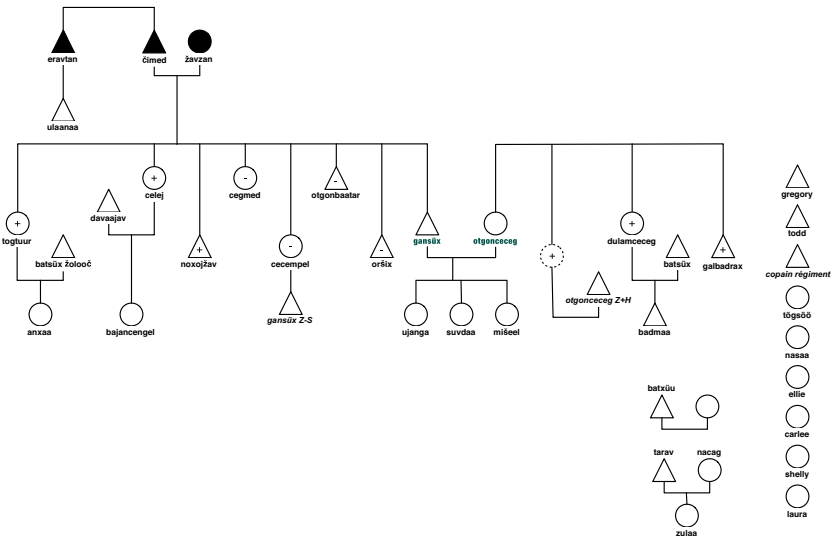 eravtan
čimed
žavzan
ulaanaa
+
-
-
celej
cegmed
otgonbaatar
davaajav
gregory
+
togtuur
batsüx žolooč
+
noxojžav
-
cecempel
-
oršix
gansüx
otgonceceg
+
+
dulamceceg
batsüx
+
galbadrax
todd
copain régiment
otgonceceg Z+H
gansüx Z-S
anxaa
bajancengel
ujanga
suvdaa
mišeel
badmaa
tögsöö
nasaa
ellie
batxüu
carlee
tarav
nacag
shelly
laura
zulaa